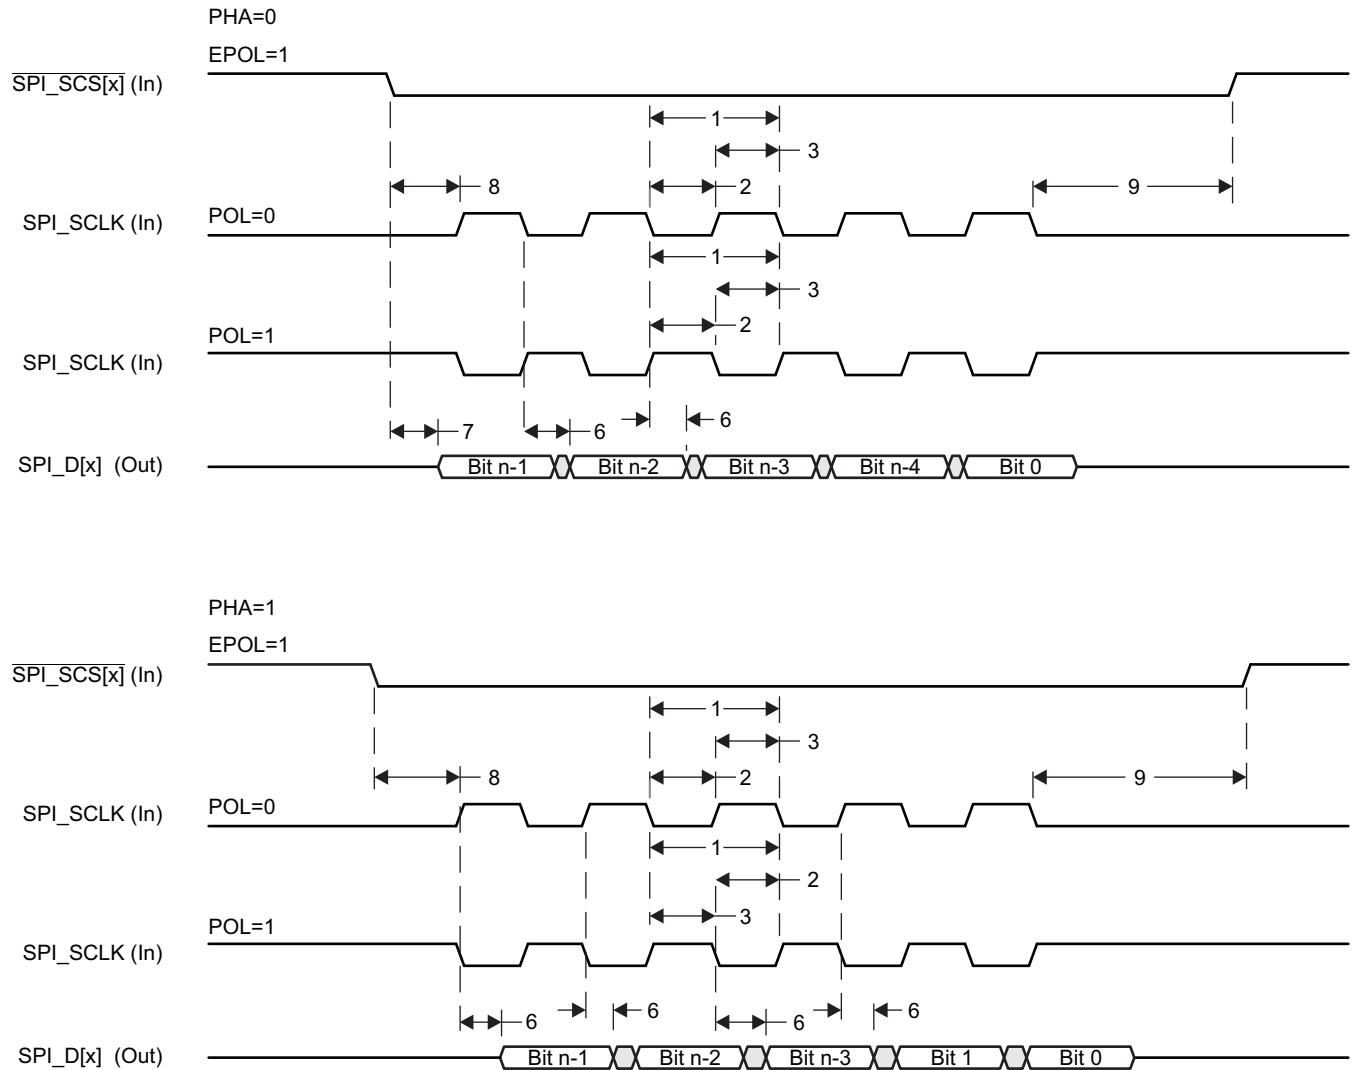 PHA=0
EPOL=1
SPI_SCS[x] (In)
1
3
8
2
9
SPI_SCLK (In)
POL=0
1
3
2
POL=1
SPI_SCLK (In)
7
6
6
SPI_D[x] (Out)
Bit n-1
Bit n-2
Bit n-3
Bit n-4
Bit 0
PHA=1
EPOL=1
SPI_SCS[x] (In)
1
3
8
2
9
SPI_SCLK (In)
POL=0
1
2
3
POL=1
SPI_SCLK (In)
6
6
6
6
SPI_D[x] (Out)
Bit n-1
Bit n-2
Bit n-3
Bit 1
Bit 0